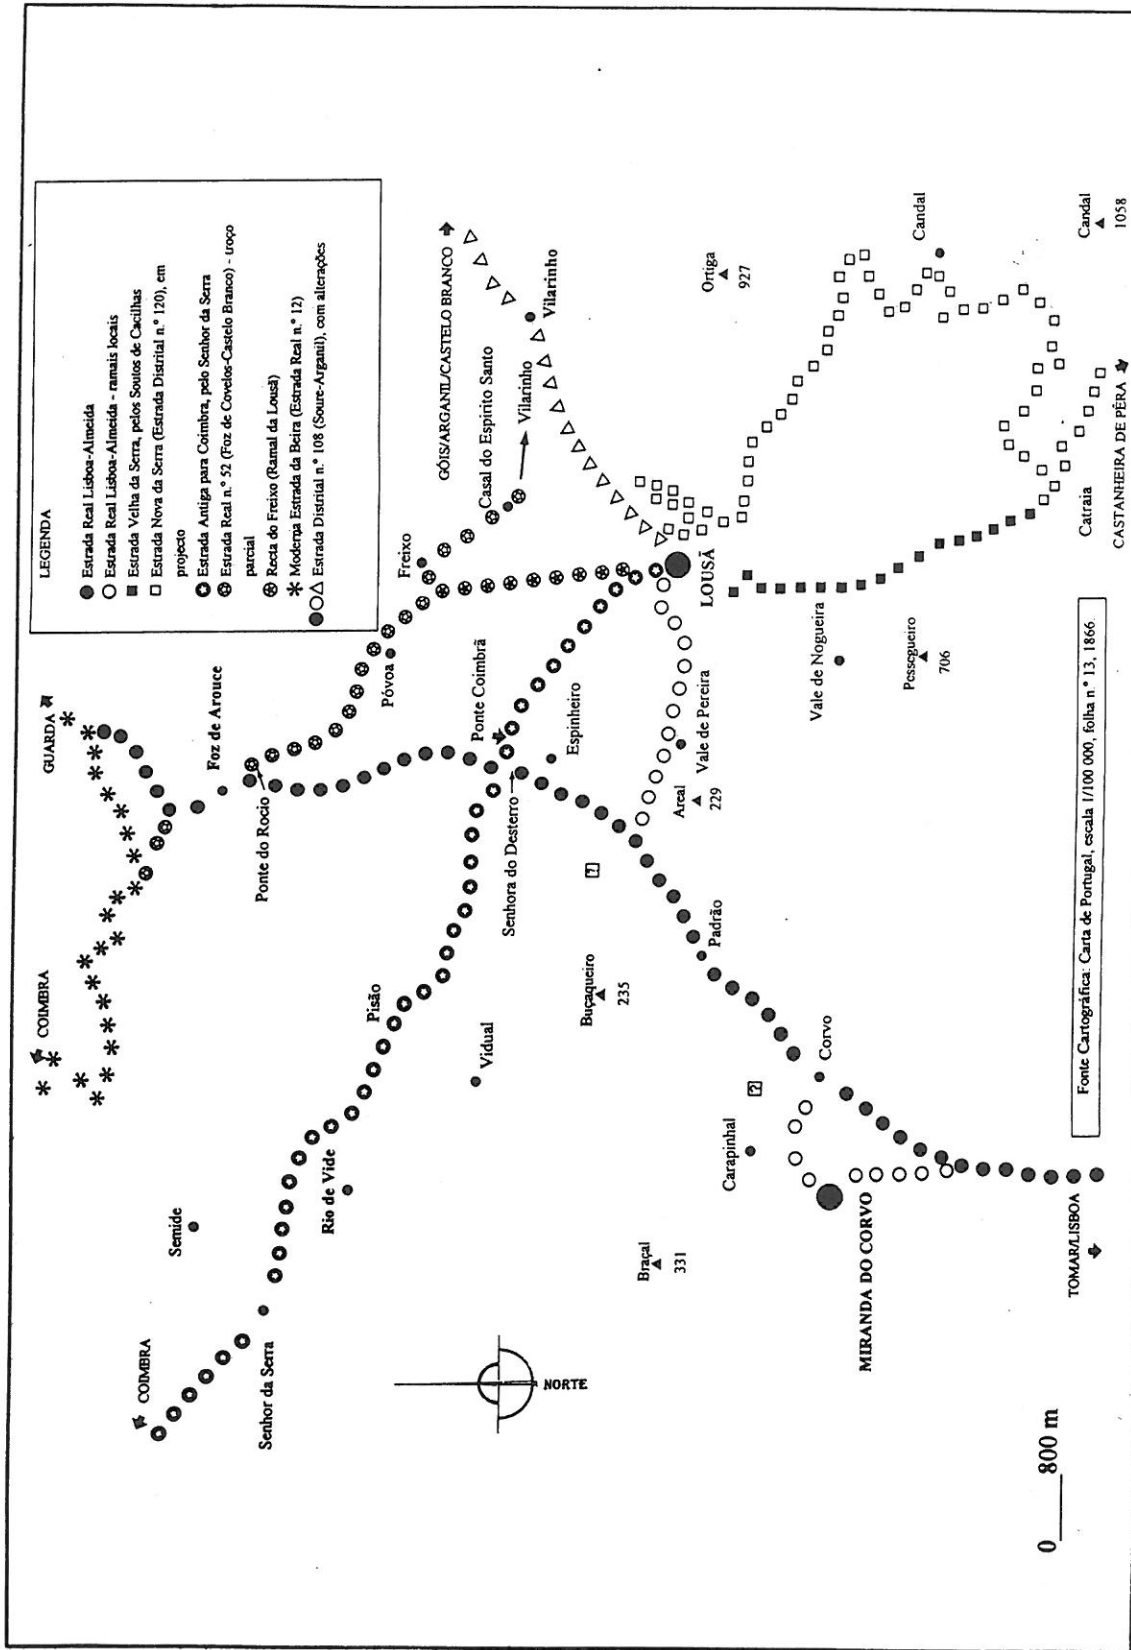 LEGENDA
Estrada Real Lisboa-Almeida
Estrada Real Lisboa-Almeida - ramais locais
Estrada Velha da Serra, pelos Soutos de Cacilhas
Estrada Nova da Serra (Estrada Distrital n.º 120), em
projecto
Estrada Antiga para Coimbra, pelo Senhor da Serra
Estrada Real n.º 52 (Foz de Covelos-Castelo Branco) - troço
parcial
Recta do Freixo (Ramal da Lousã)
Moderna Estrada da Beira (Estrada Real n.º 12)
Estrada Distrital n.º 108 (Soure-Arganil), com alterações
COIMBRA
GUARDA
COIMBRA
Semide
Foz de Arouce
Senhor da Serra
Ponte do Rocio
Rio de Vide
Pisão
Póvoa
Freixo
GÓIS/ARGANIL/CASTELO BRANCO
Casal do Espirito Santo
Vilarinho
Vilarinho
Vidual
Ponte Coimbrã
Senhora do Desterro
Espinheiro
NORTE
Buçaqueiro
235
?
Braçal
331
Areal
229
Vale de Pereira
LOUSÃ
Ortiga
927
Padrão
Carapinhal
?
Corvo
Vale de Nogueira
MIRANDA DO CORVO
Pessegueiro
706
Candal
Candal
1058
Catraia
CASTANHEIRA DE PÊRA
TOMAR/LISBOA
0 800 m
Fonte Cartográfica: Carta de Portugal, escala 1/100 000, folha n.º 13, 1866.